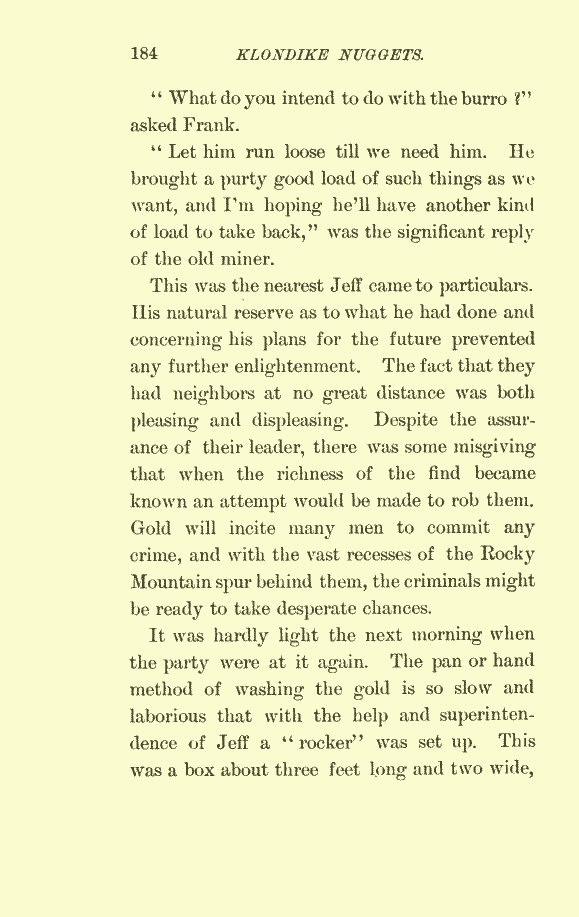 184 KLONDIKE NUGGETS.
“ What do you intend to do with the burro ?”
asked Frank.
“ Let him run loose till we need him. He
brought a purty good load of such things as we
want, and I’m hoping he’ll have another kind
of load to take back,” was the significant reply
of the old miner.
This was the nearest Jeff came to particulars.
His natural reserve as to what he had done and
concerning his plans for the future prevented
any further enlightenment. The fact that they
had neighbors at no great distance was both
pleasing and displeasing. Despite the assur-
ance of their leader, there was some misgiving
that when the richness of the find became
known an attempt would be made to rob them.
Gold will incite many men to commit any
crime, and with the vast recesses of the Rocky
Mountain spur behind them, the criminals might
be ready to take desperate chances.
It was hardly light the next morning when
the party were at it again. The pan or hand
method of washing the gold is so slow and
laborious that with the help and superinten-
dence of Jeff a “ rocker” was set up. This
was a box about three feet long and two wide,